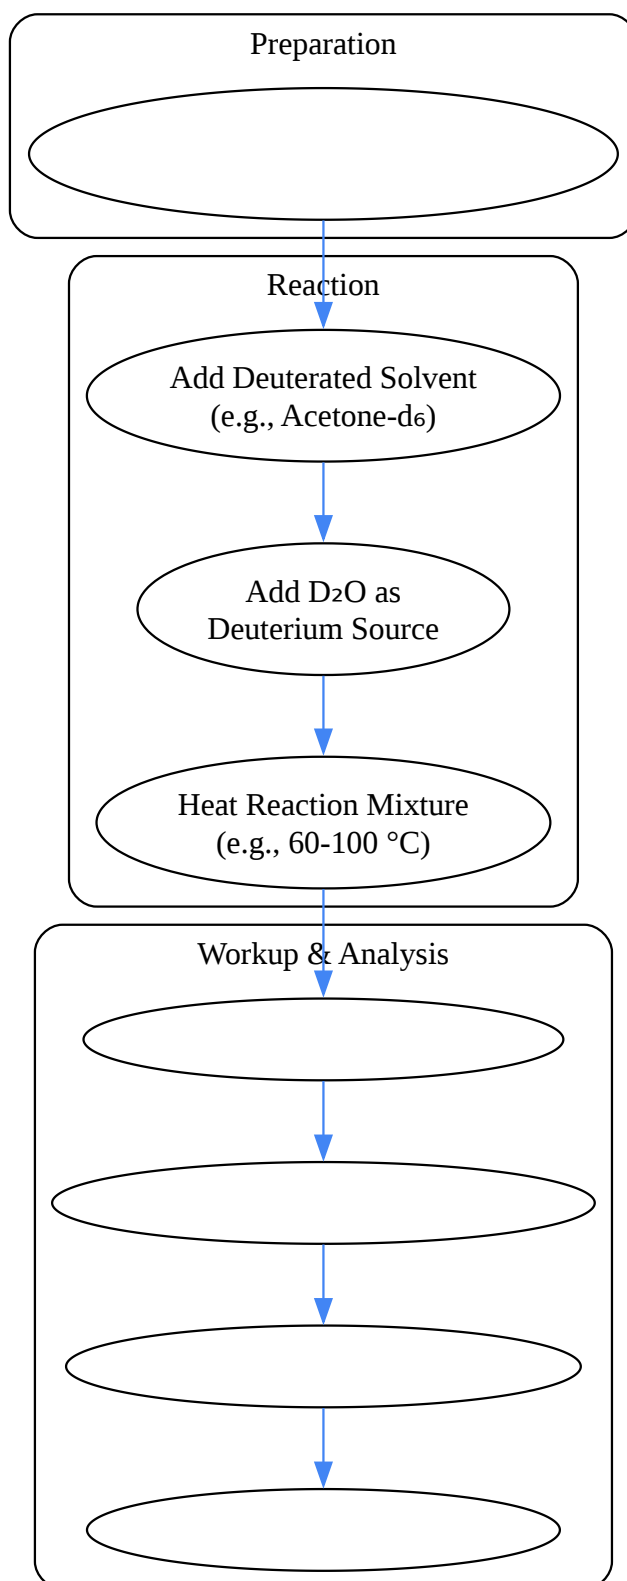 Preparation
Reaction
Add Deuterated Solvent
(e.g., Acetone-d₆)
Add D₂O as
Deuterium Source
Heat Reaction Mixture
(e.g., 60-100 °C)
Workup & Analysis